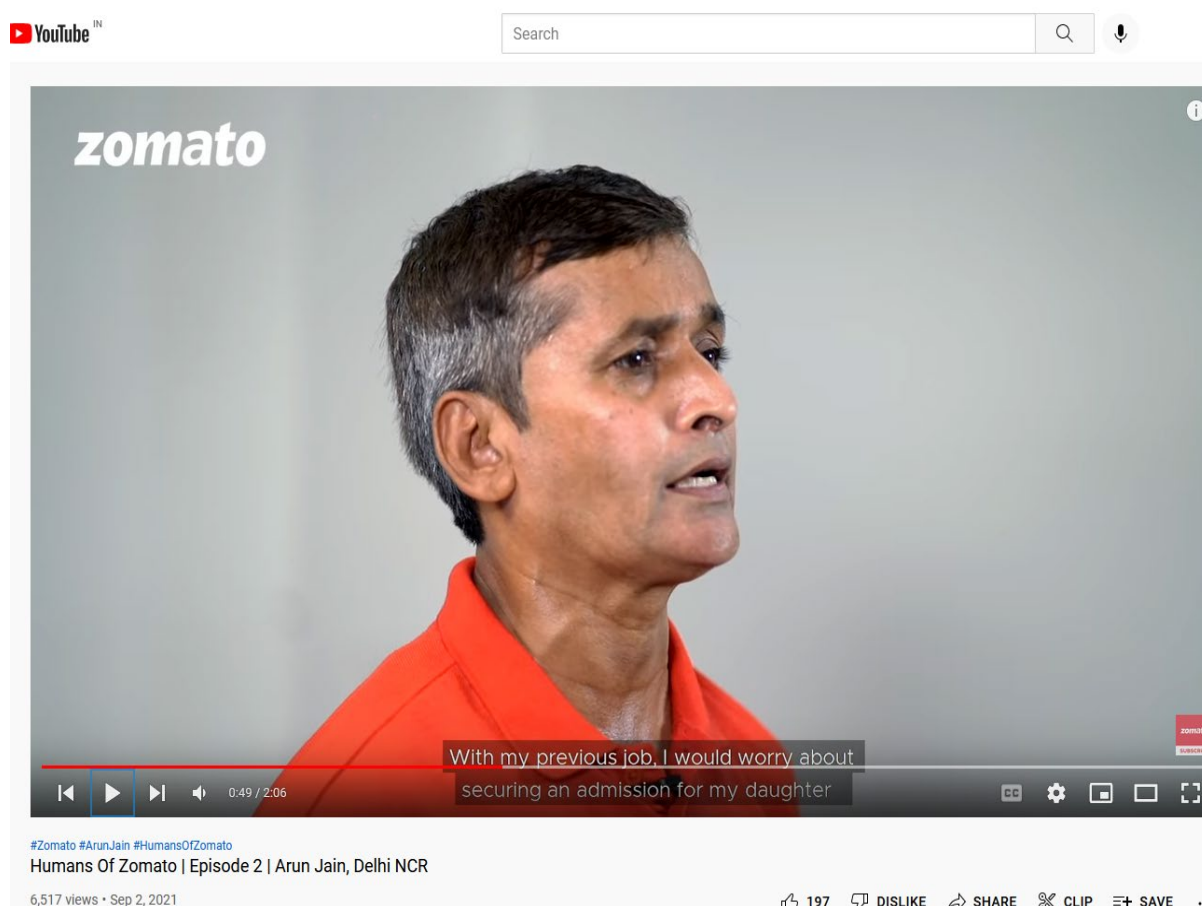 YouTube IN
Search
zomato
With my previous job, I would worry about
securing an admission for my daughter
0:49 / 2:06
CC
#Zomato #ArunJain #HumansOfZomato
Humans Of Zomato | Episode 2 | Arun Jain, Delhi NCR
6,517 views • Sep 2, 2021
197 DISLIKE SHARE CLIP SAVE